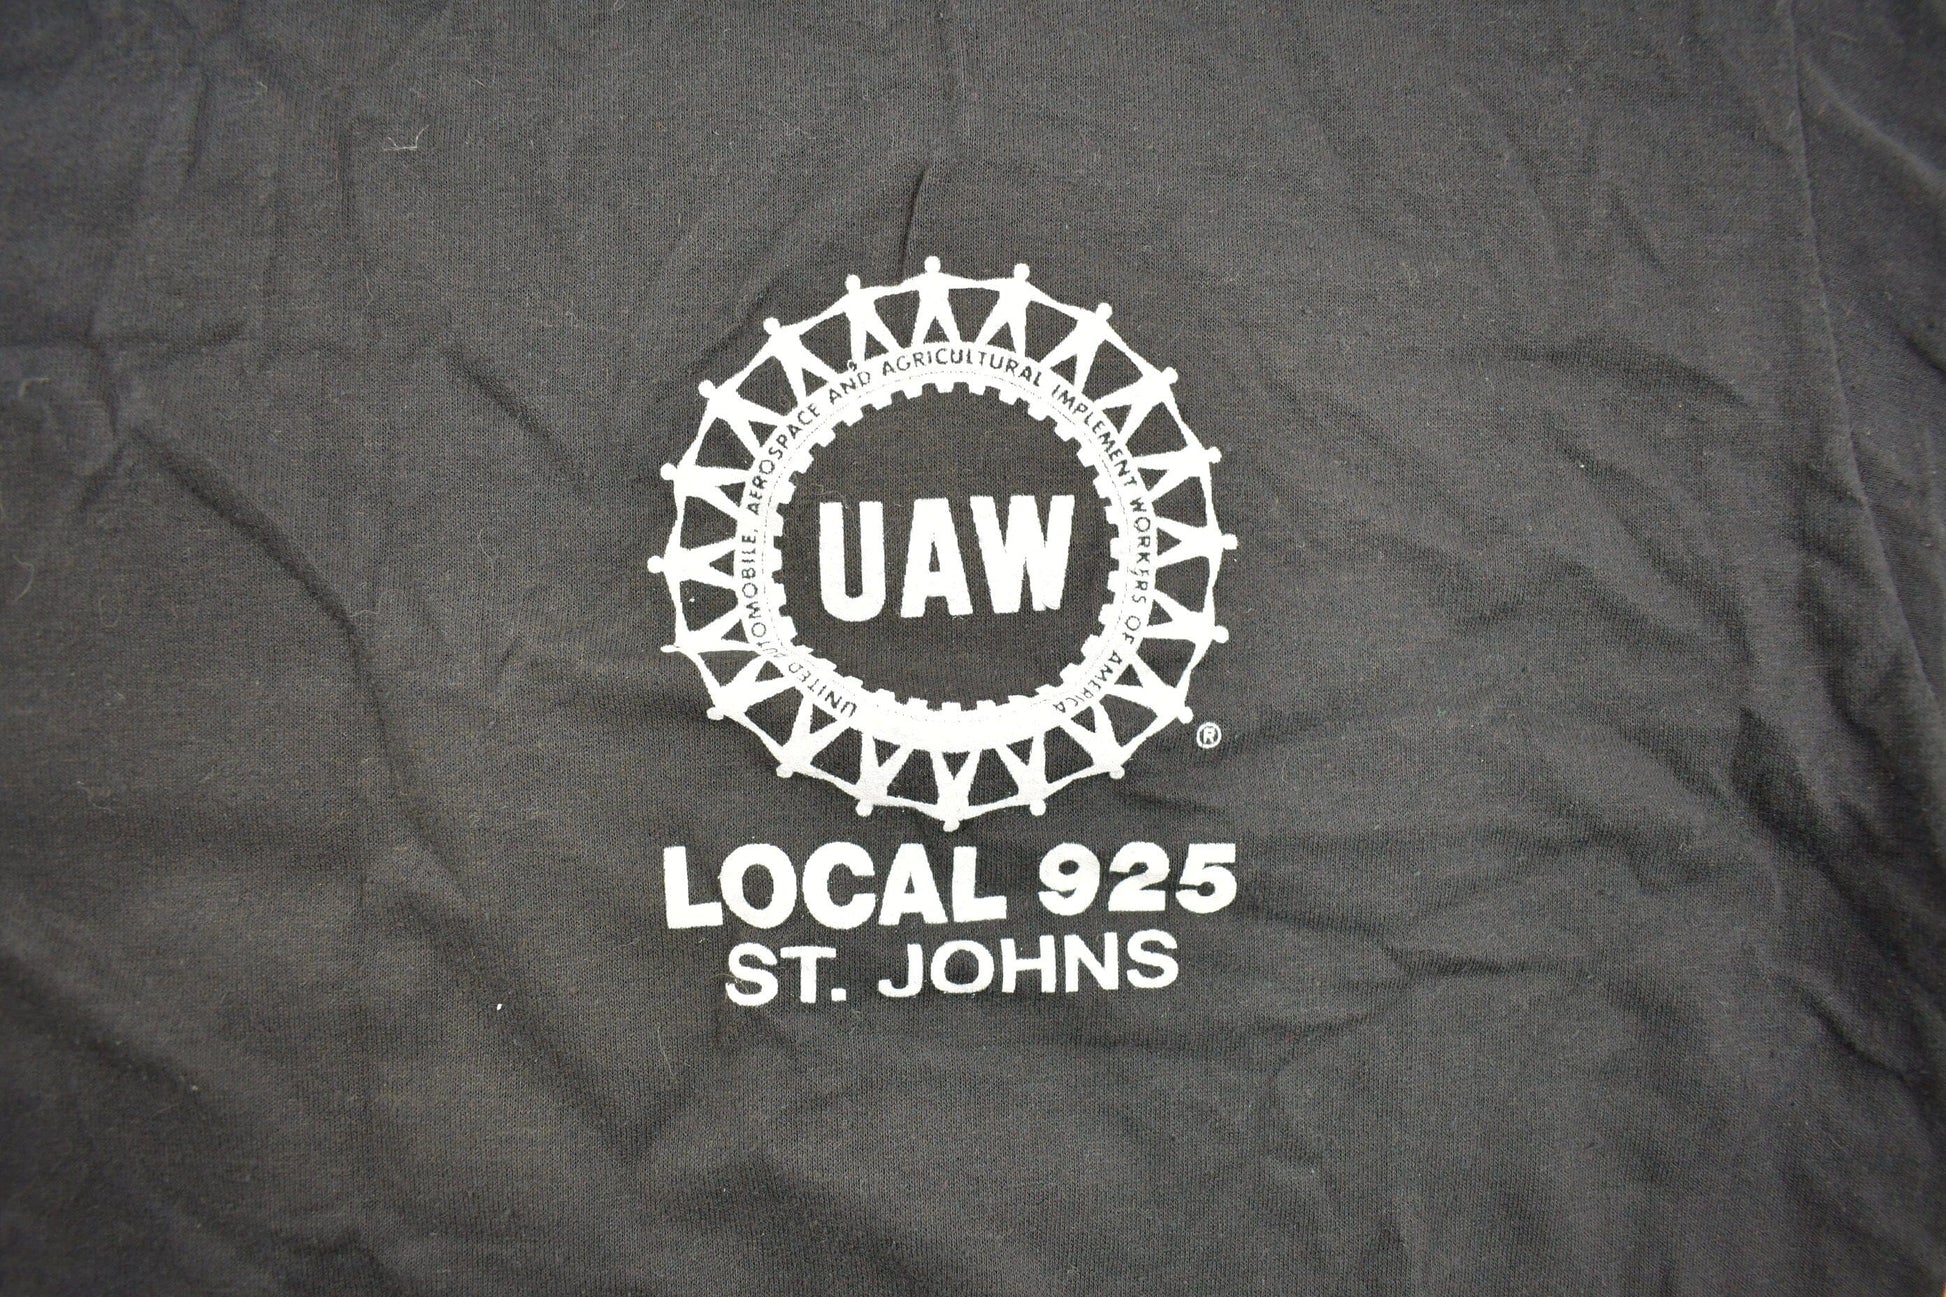 UNITED AUTOMOBILE, AEROSPACE AND AGRICULTURAL IMPLEMENT WORKERS OF AMERICA
UAW
®
LOCAL 925
ST. JOHNS